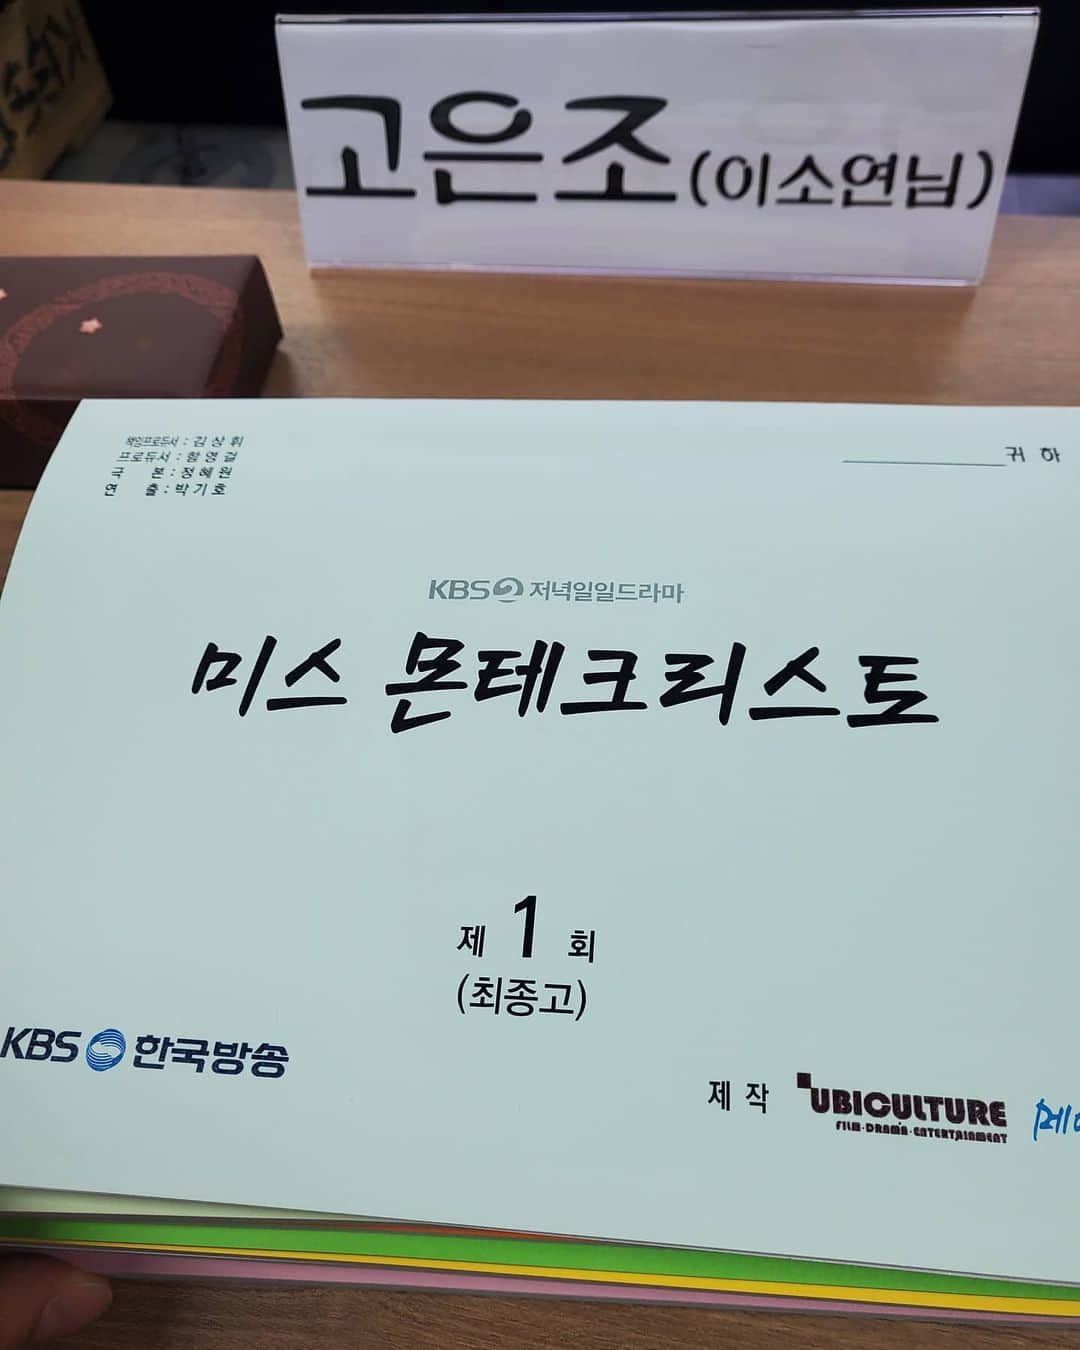 고은조(이소연님)
책임프로듀서 : 김상휘
프로듀서 : 함영걸
극 본 : 정혜원
연 출 : 박기호
귀 하
KBS 2 저녁일일드라마
미스 몬테크리스토
제 1 회
(최종고)
KBS 한국방송
제 작 UBICULTURE
FILM·DRAMA·ENTERTAINMENT